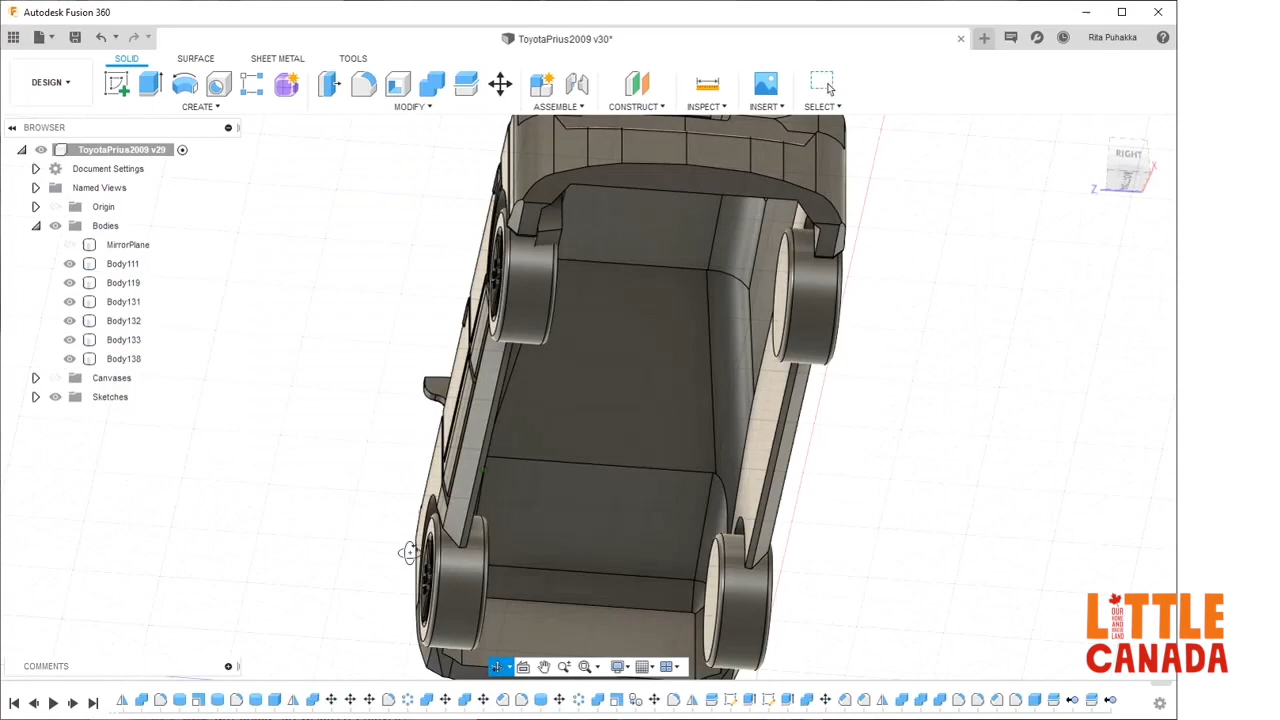 Autodesk Fusion 360
ToyotaPrius2009 v30*
Rita Puhakka
DESIGN
SOLID SURFACE SHEET METAL TOOLS
CREATE MODIFY ASSEMBLE CONSTRUCT INSPECT INSERT SELECT
BROWSER
ToyotaPrius2009 v29
Document Settings
Named Views
Origin
Bodies
MirrorPlane
Body111
Body119
Body131
Body132
Body133
Body138
Canvases
Sketches
RIGHT
X
Z
COMMENTS
LiTTLE
OUR
HOME
AND
LAND
CANADA